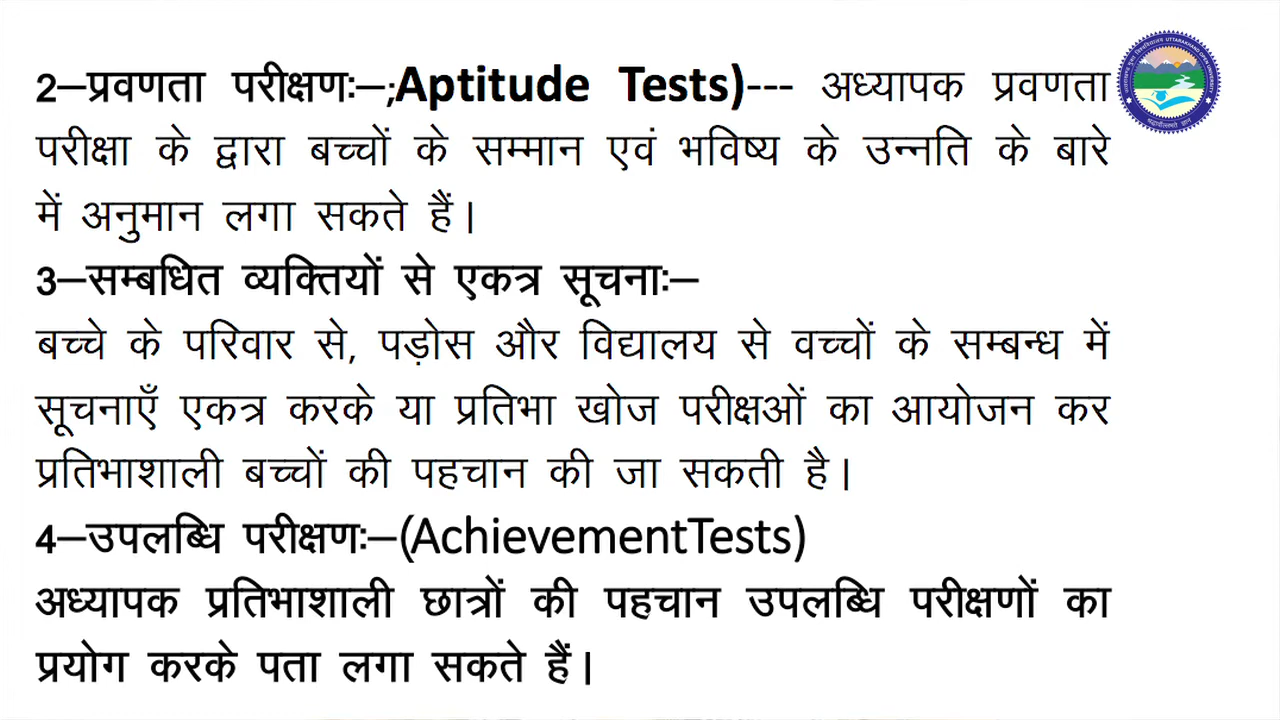 2–प्रवणता परीक्षणः–;Aptitude Tests)--- अध्यापक प्रवणता
परीक्षा के द्वारा बच्चों के सम्मान एवं भविष्य के उन्नति के बारे
में अनुमान लगा सकते हैं।
3–सम्बधित व्यक्तियों से एकत्र सूचनाः–
बच्चे के परिवार से, पड़ोस और विद्यालय से वच्चों के सम्बन्ध में
सूचनाएँ एकत्र करके या प्रतिभा खोज परीक्षओं का आयोजन कर
प्रतिभाशाली बच्चों की पहचान की जा सकती है।
4–उपलब्धि परीक्षणः–(AchievementTests)
अध्यापक प्रतिभाशाली छात्रों की पहचान उपलब्धि परीक्षणों का
प्रयोग करके पता लगा सकते हैं।
UTTARAKHAND OPEN UNIVERSITY